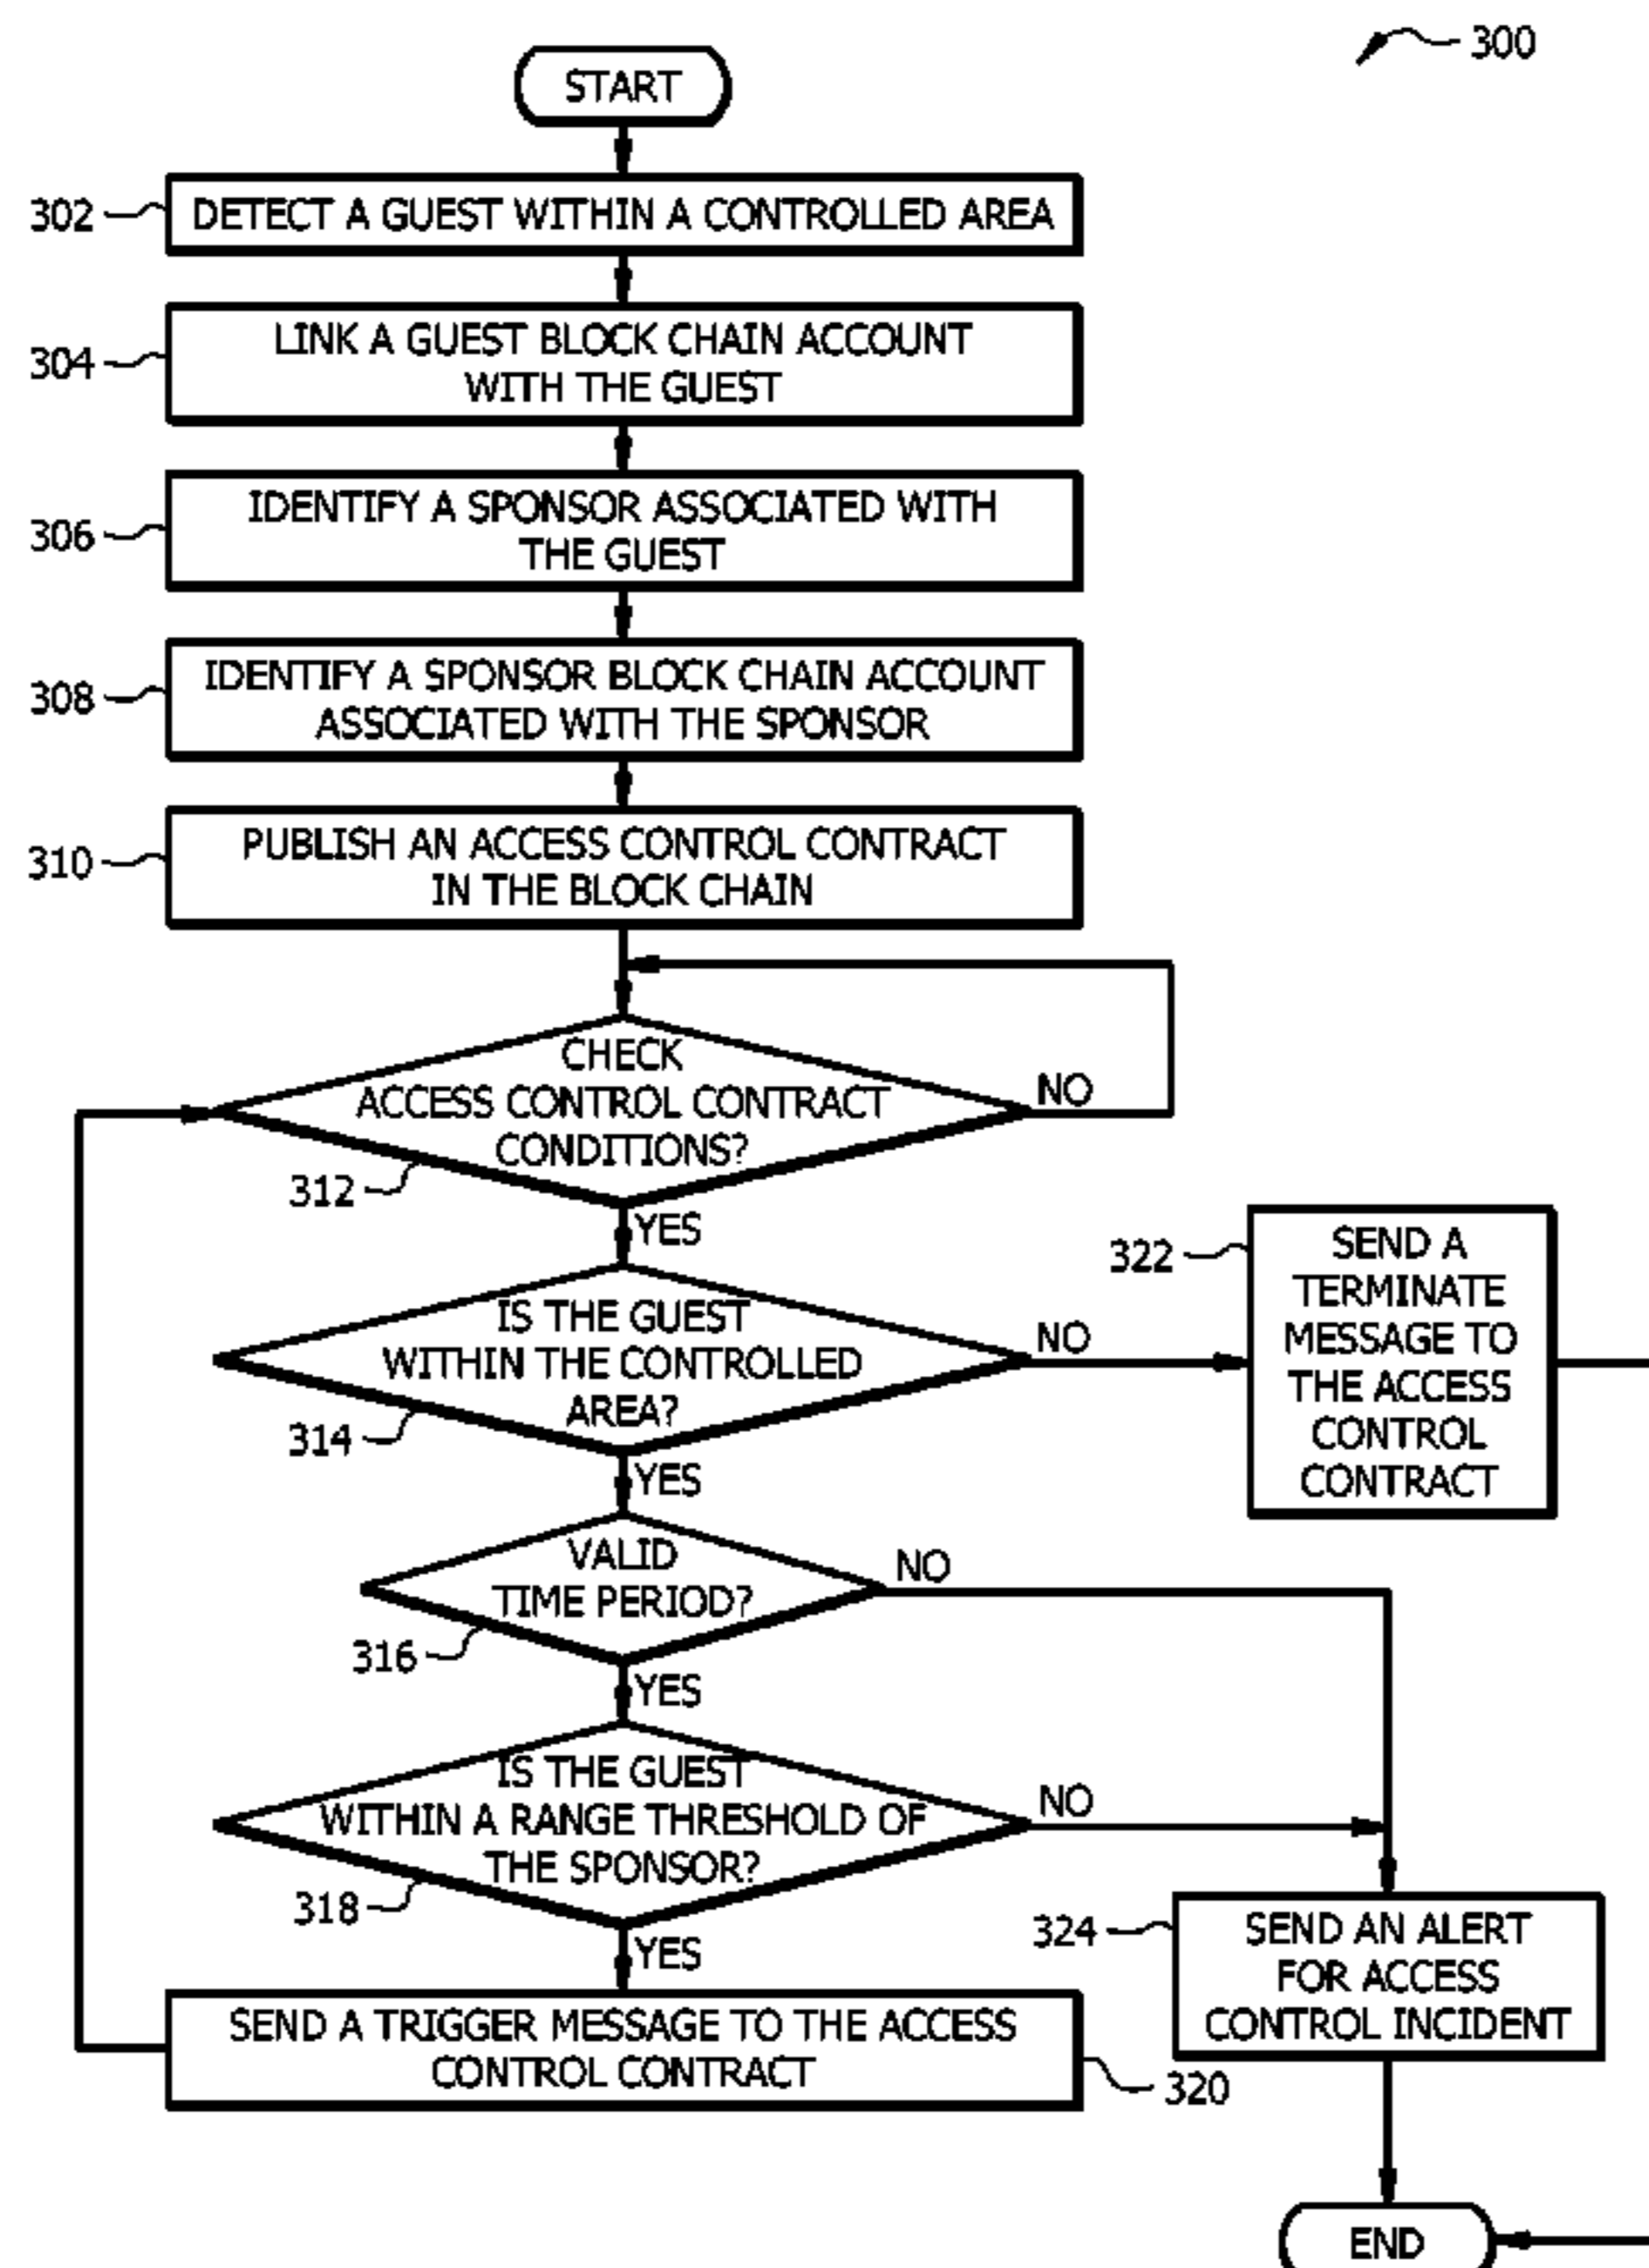 300
START
302
DETECT A GUEST WITHIN A CONTROLLED AREA
304
LINK A GUEST BLOCK CHAIN ACCOUNT
WITH THE GUEST
306
IDENTIFY A SPONSOR ASSOCIATED WITH
THE GUEST
308
IDENTIFY A SPONSOR BLOCK CHAIN ACCOUNT
ASSOCIATED WITH THE SPONSOR
310
PUBLISH AN ACCESS CONTROL CONTRACT
IN THE BLOCK CHAIN
CHECK
ACCESS CONTROL CONTRACT
CONDITIONS?
NO
312
YES
IS THE GUEST
WITHIN THE CONTROLLED
AREA?
NO
314
YES
322
SEND A
TERMINATE
MESSAGE TO
THE ACCESS
CONTROL
CONTRACT
VALID
TIME PERIOD?
NO
316
YES
IS THE GUEST
WITHIN A RANGE THRESHOLD OF
THE SPONSOR?
NO
318
YES
324
SEND AN ALERT
FOR ACCESS
CONTROL INCIDENT
SEND A TRIGGER MESSAGE TO THE ACCESS
CONTROL CONTRACT
320
END